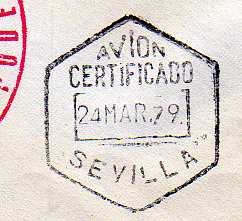 AVION
CERTIFICADO
24 MAR. 79
SEVILLA